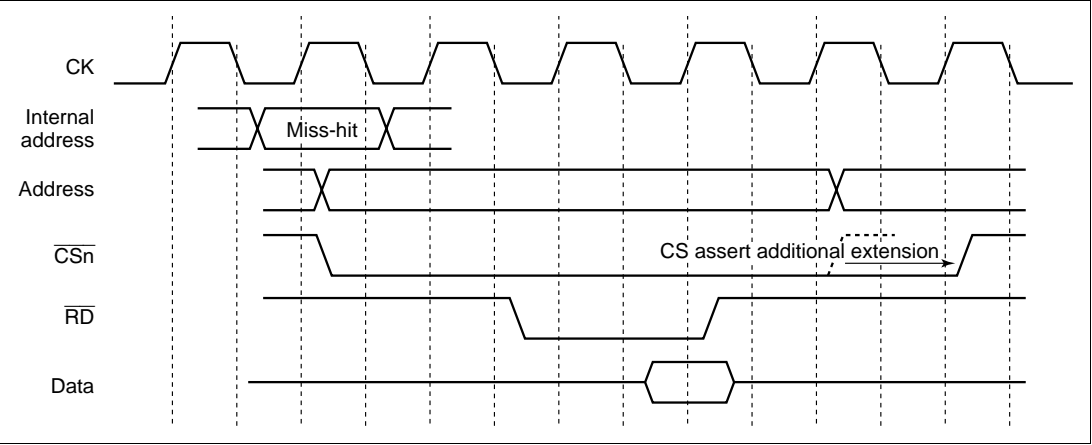 CK
Internal
address
Miss-hit
Address
CSn
CS assert additional extension
RD
Data